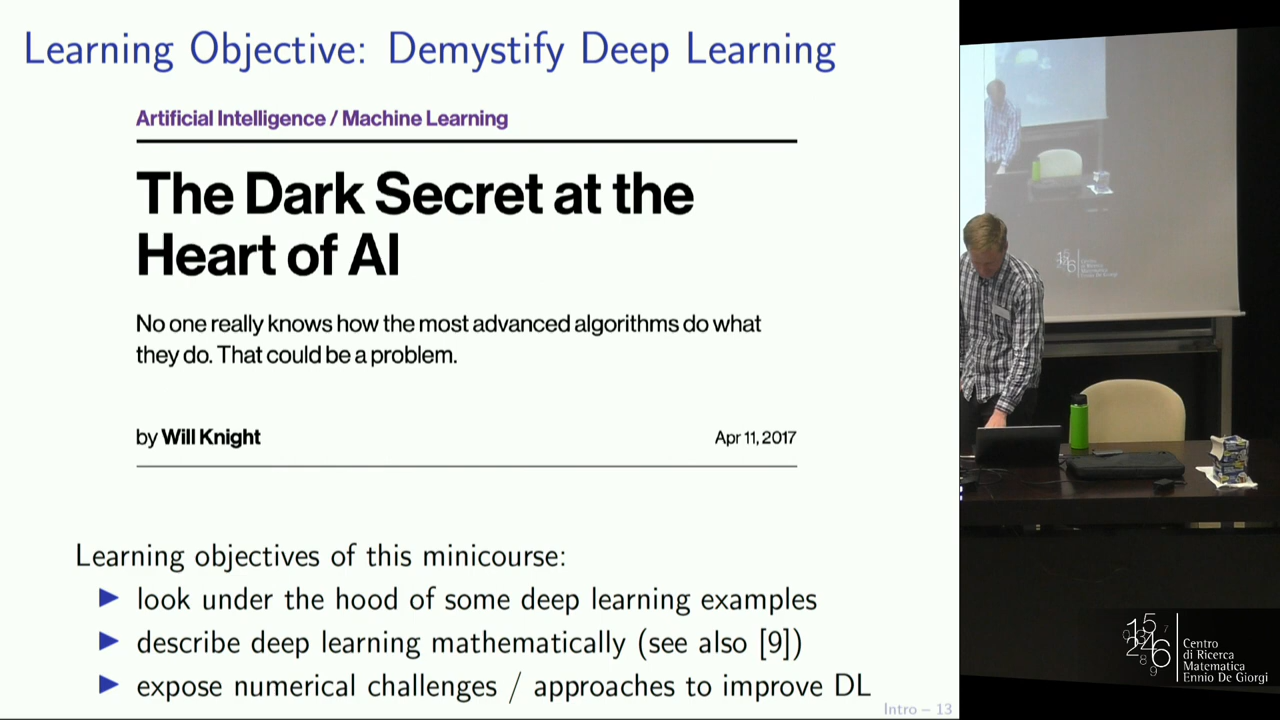 Learning Objective: Demystify Deep Learning
Artificial Intelligence / Machine Learning
The Dark Secret at the
Heart of AI
No one really knows how the most advanced algorithms do what
they do. That could be a problem.
by Will Knight
Apr 11, 2017
Learning objectives of this minicourse:
▶ look under the hood of some deep learning examples
▶ describe deep learning mathematically (see also [9])
▶ expose numerical challenges / approaches to improve DL
Intro – 13
Centro
di Ricerca
Matematica
Ennio De Giorgi